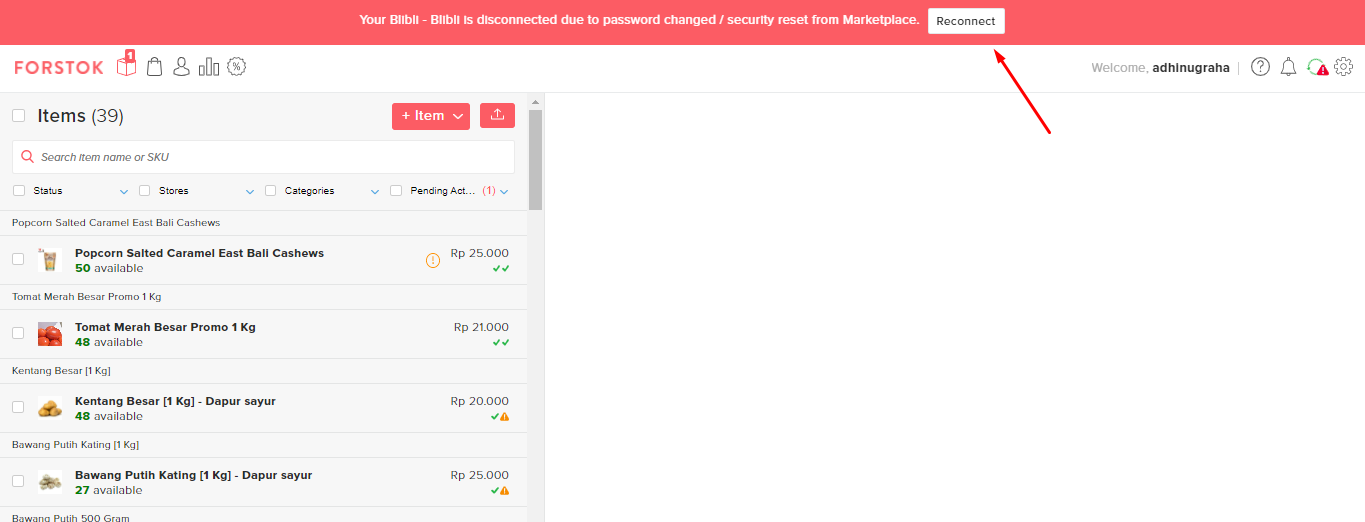 Your Blibli - Blibli is disconnected due to password changed / security reset from Marketplace. Reconnect
FORSTOK 1 Welcome, adhinugraha
Items (39) + Item
Search item name or SKU
Status Stores Categories Pending Act... (1)
Popcorn Salted Caramel East Bali Cashews
Popcorn Salted Caramel East Bali Cashews Rp 25.000
50 available
Tomat Merah Besar Promo 1 Kg
Tomat Merah Besar Promo 1 Kg Rp 21.000
48 available
Kentang Besar [1 Kg]
Kentang Besar [1 Kg] - Dapur sayur Rp 20.000
48 available
Bawang Putih Kating [1 Kg]
Bawang Putih Kating [1 Kg] - Dapur sayur Rp 25.000
27 available
Bawang Putih 500 Gram